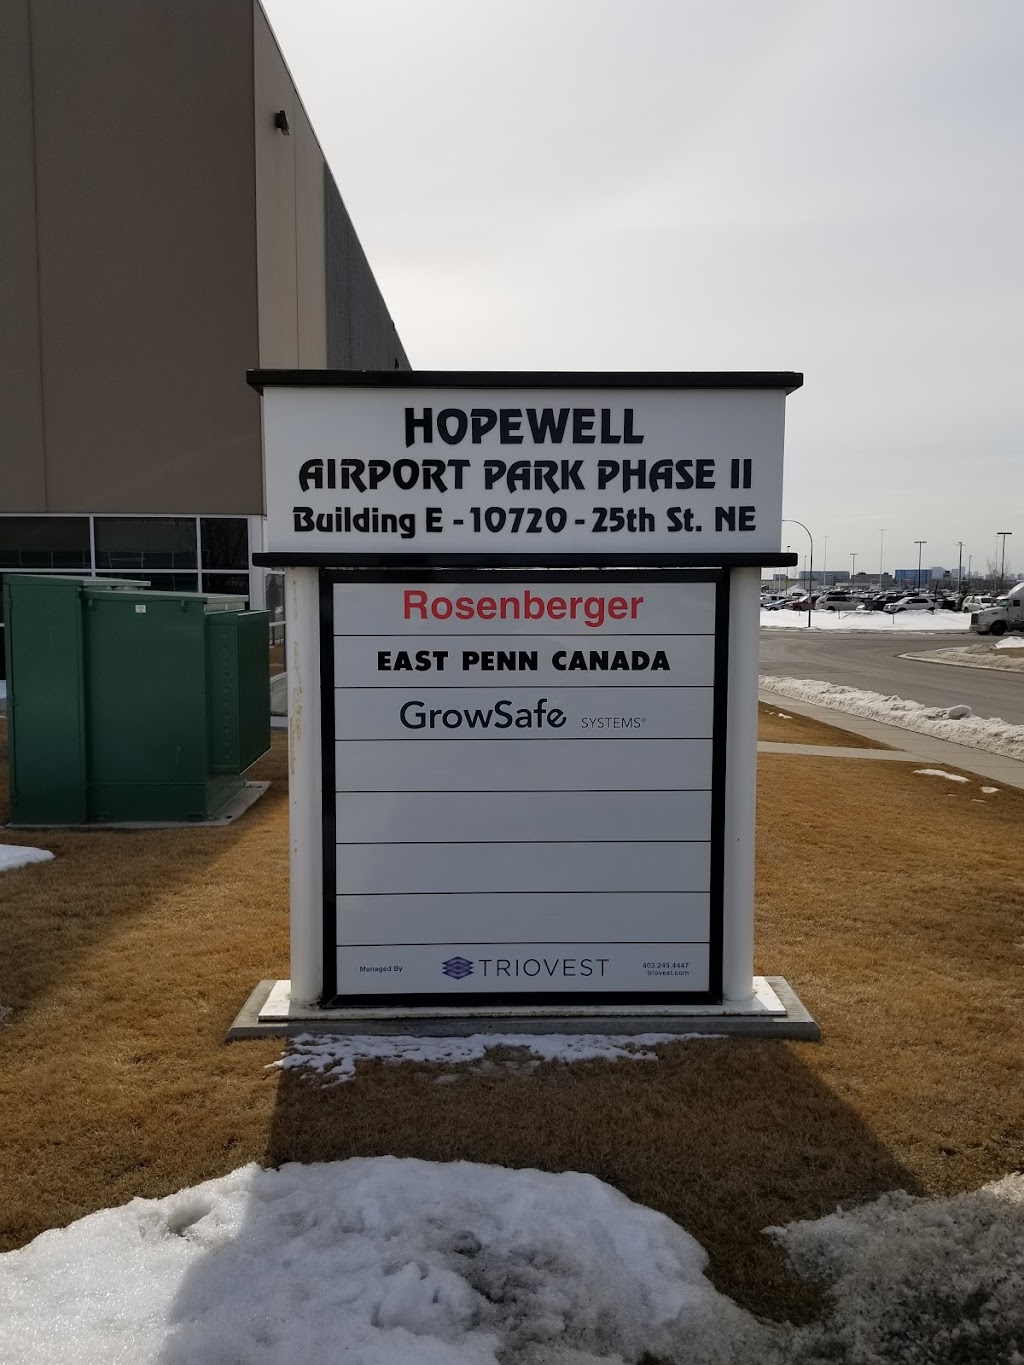 HOPEWELL
AIRPORT PARK PHASE II
Building E - 10720 - 25th St. NE
Rosenberger
EAST PENN CANADA
GrowSafe SYSTEMS®
Managed By TRIOVEST 403.245.4447
triovest.com